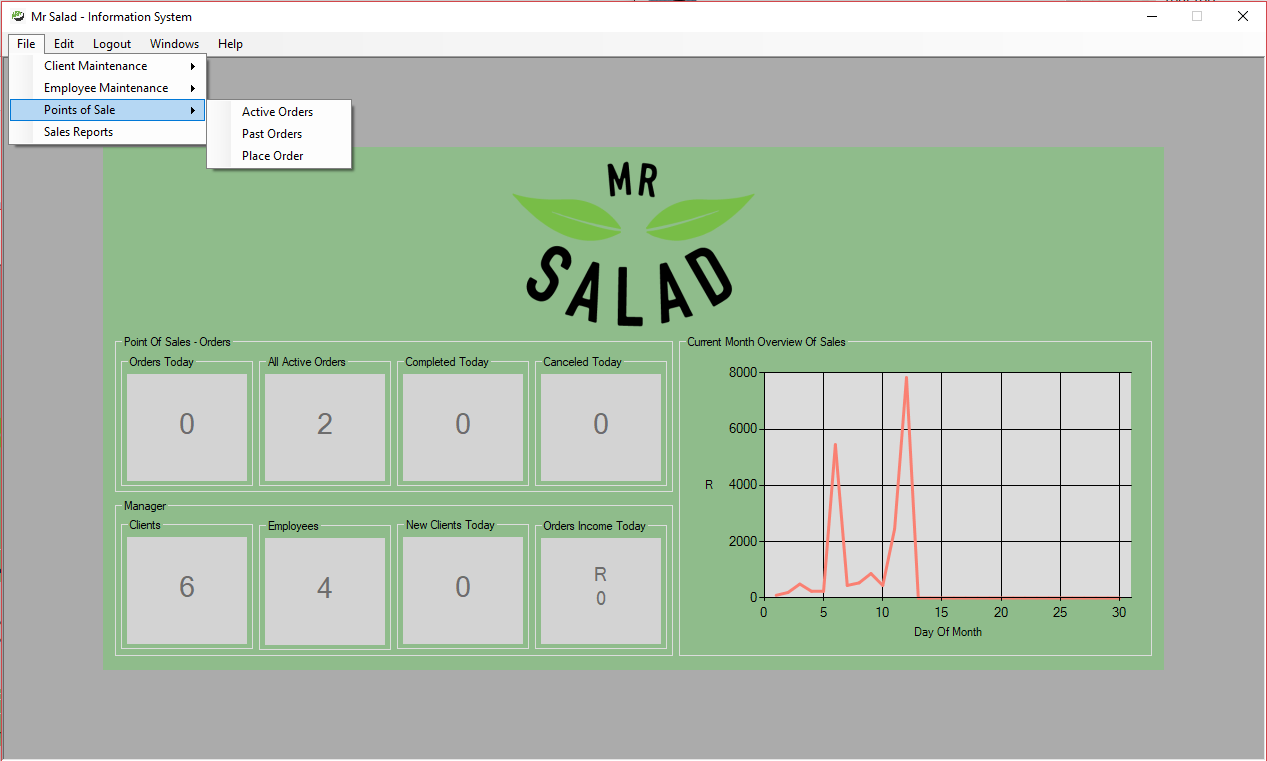 Mr Salad - Information System
File Edit Logout Windows Help
Client Maintenance
Employee Maintenance
Points of Sale
Sales Reports
Active Orders
Past Orders
Place Order
MR
SALAD
Point Of Sales - Orders
Orders Today
0
All Active Orders
2
Completed Today
0
Canceled Today
0
Manager
Clients
6
Employees
4
New Clients Today
0
Orders Income Today
R
0
Current Month Overview Of Sales
8000
6000
R 4000
2000
0
0 5 10 15 20 25 30
Day Of Month